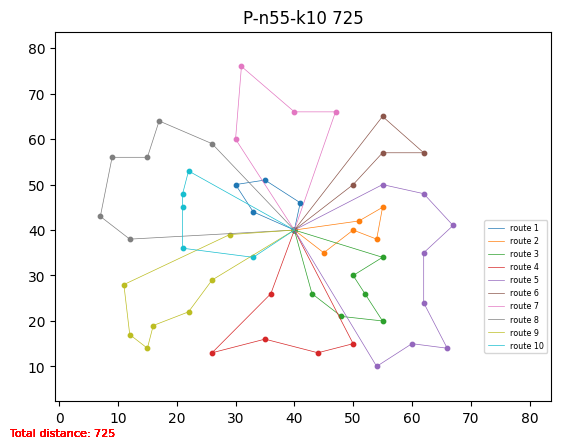 P-n55-k10 725
80
70
60
50
40
30
20
10
0 10 20 30 40 50 60 70 80
route 1
route 2
route 3
route 4
route 5
route 6
route 7
route 8
route 9
route 10
Total distance: 725